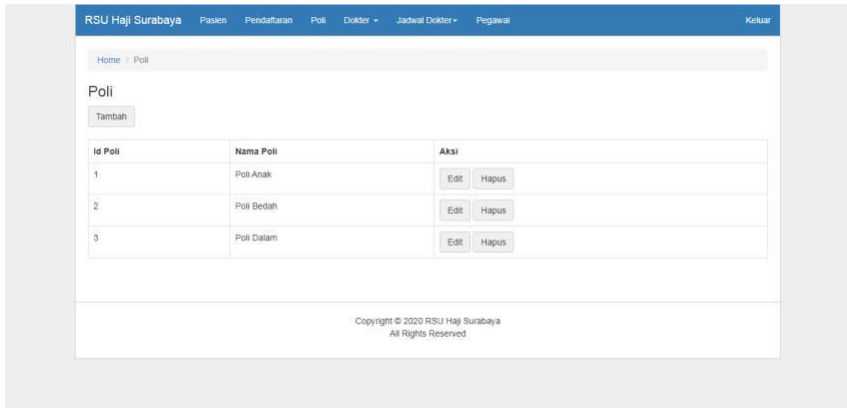 RSU Haji Surabaya Pasien Pendaftaran Poli Dokter Jadwal Dokter Pegawai Keluar
Home / Poli
Poli
Tambah
Id Poli Nama Poli Aksi
1 Poli Anak Edit Hapus
2 Poli Bedah Edit Hapus
3 Poli Dalam Edit Hapus
Copyright © 2020 RSU Haji Surabaya
All Rights Reserved